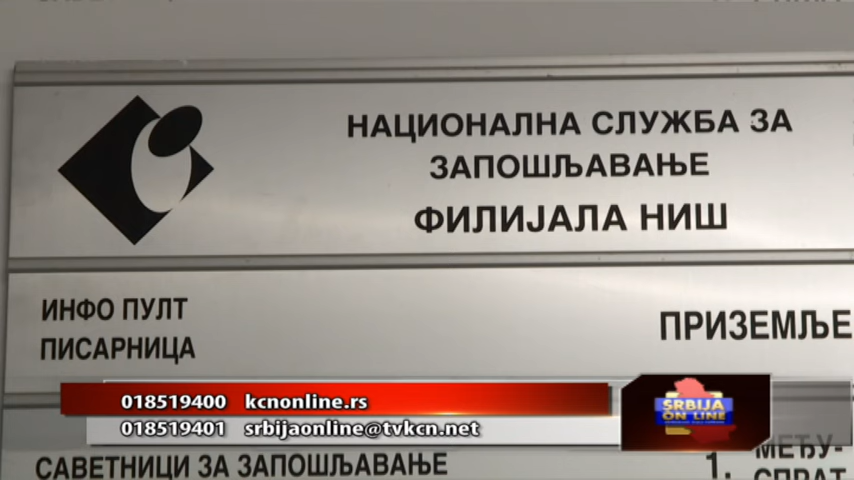 НАЦИОНАЛНА СЛУЖБА ЗА
ЗАПОШЉАВАЊЕ
ФИЛИЈАЛА НИШ
ИНФО ПУЛТ
ПИСАРНИЦА
ПРИЗЕМЉЕ
018519400 kcnonline.rs
018519401 srbijaonline@tvkcn.net
SRBIJA
ON LINE
САВЕТНИЦИ ЗА ЗАПОШЉАВАЊЕ
1. МЕЂУ-
СПРАТ